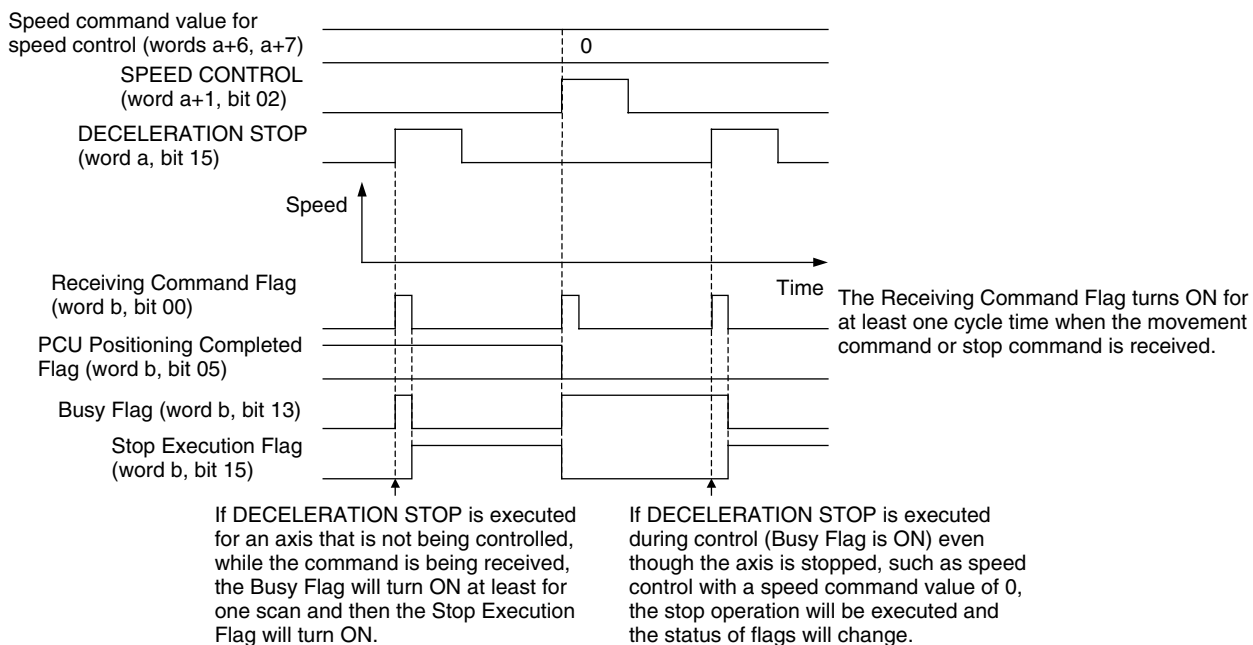 Speed command value for
speed control (words a+6, a+7)
0
SPEED CONTROL
(word a+1, bit 02)
DECELERATION STOP
(word a, bit 15)
Speed
Time
Receiving Command Flag
(word b, bit 00)
The Receiving Command Flag turns ON for
at least one cycle time when the movement
command or stop command is received.
PCU Positioning Completed
Flag (word b, bit 05)
Busy Flag (word b, bit 13)
Stop Execution Flag
(word b, bit 15)
If DECELERATION STOP is executed
for an axis that is not being controlled,
while the command is being received,
the Busy Flag will turn ON at least for
one scan and then the Stop Execution
Flag will turn ON.
If DECELERATION STOP is executed
during control (Busy Flag is ON) even
though the axis is stopped, such as speed
control with a speed command value of 0,
the stop operation will be executed and
the status of flags will change.